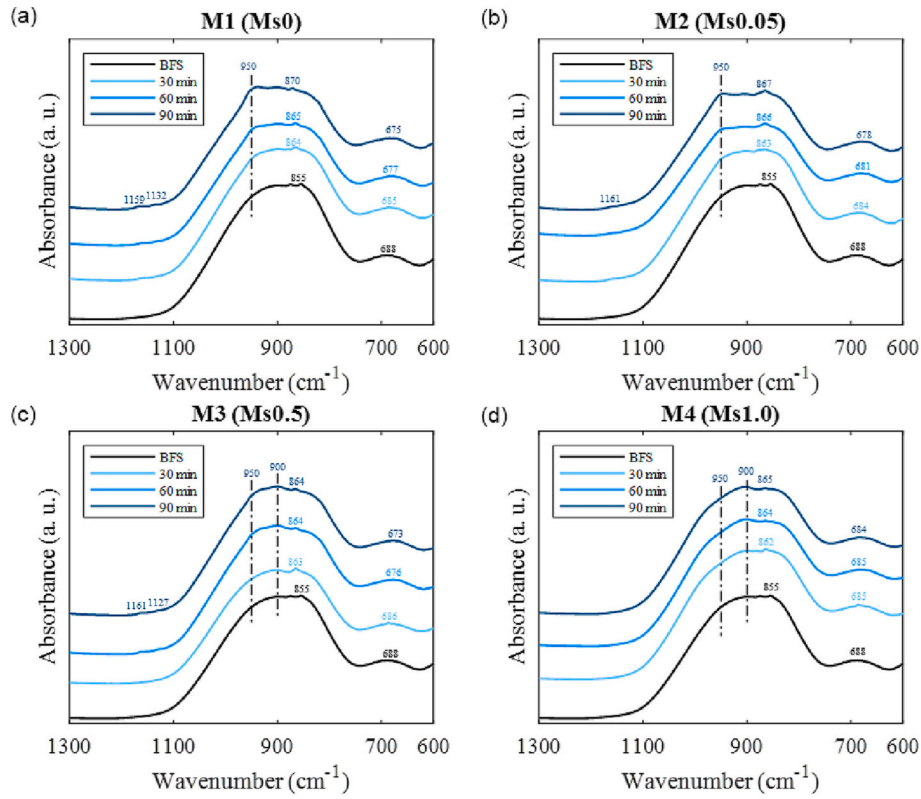 (a)
M1 (Ms0)
BFS
30 min
60 min
90 min
950
870
865
864
855
675
677
685
688
1159
1132
Absorbance (a. u.)
1300
1100
900
700
600
Wavenumber (cm⁻¹)
(b)
M2 (Ms0.05)
BFS
30 min
60 min
90 min
950
867
866
863
855
678
681
684
688
1161
Absorbance (a. u.)
1300
1100
900
700
600
Wavenumber (cm⁻¹)
(c)
M3 (Ms0.5)
BFS
30 min
60 min
90 min
950
900
864
864
863
855
673
676
686
688
1161
1127
Absorbance (a. u.)
1300
1100
900
700
600
Wavenumber (cm⁻¹)
(d)
M4 (Ms1.0)
BFS
30 min
60 min
90 min
950
900
865
864
862
855
684
685
685
688
Absorbance (a. u.)
1300
1100
900
700
600
Wavenumber (cm⁻¹)